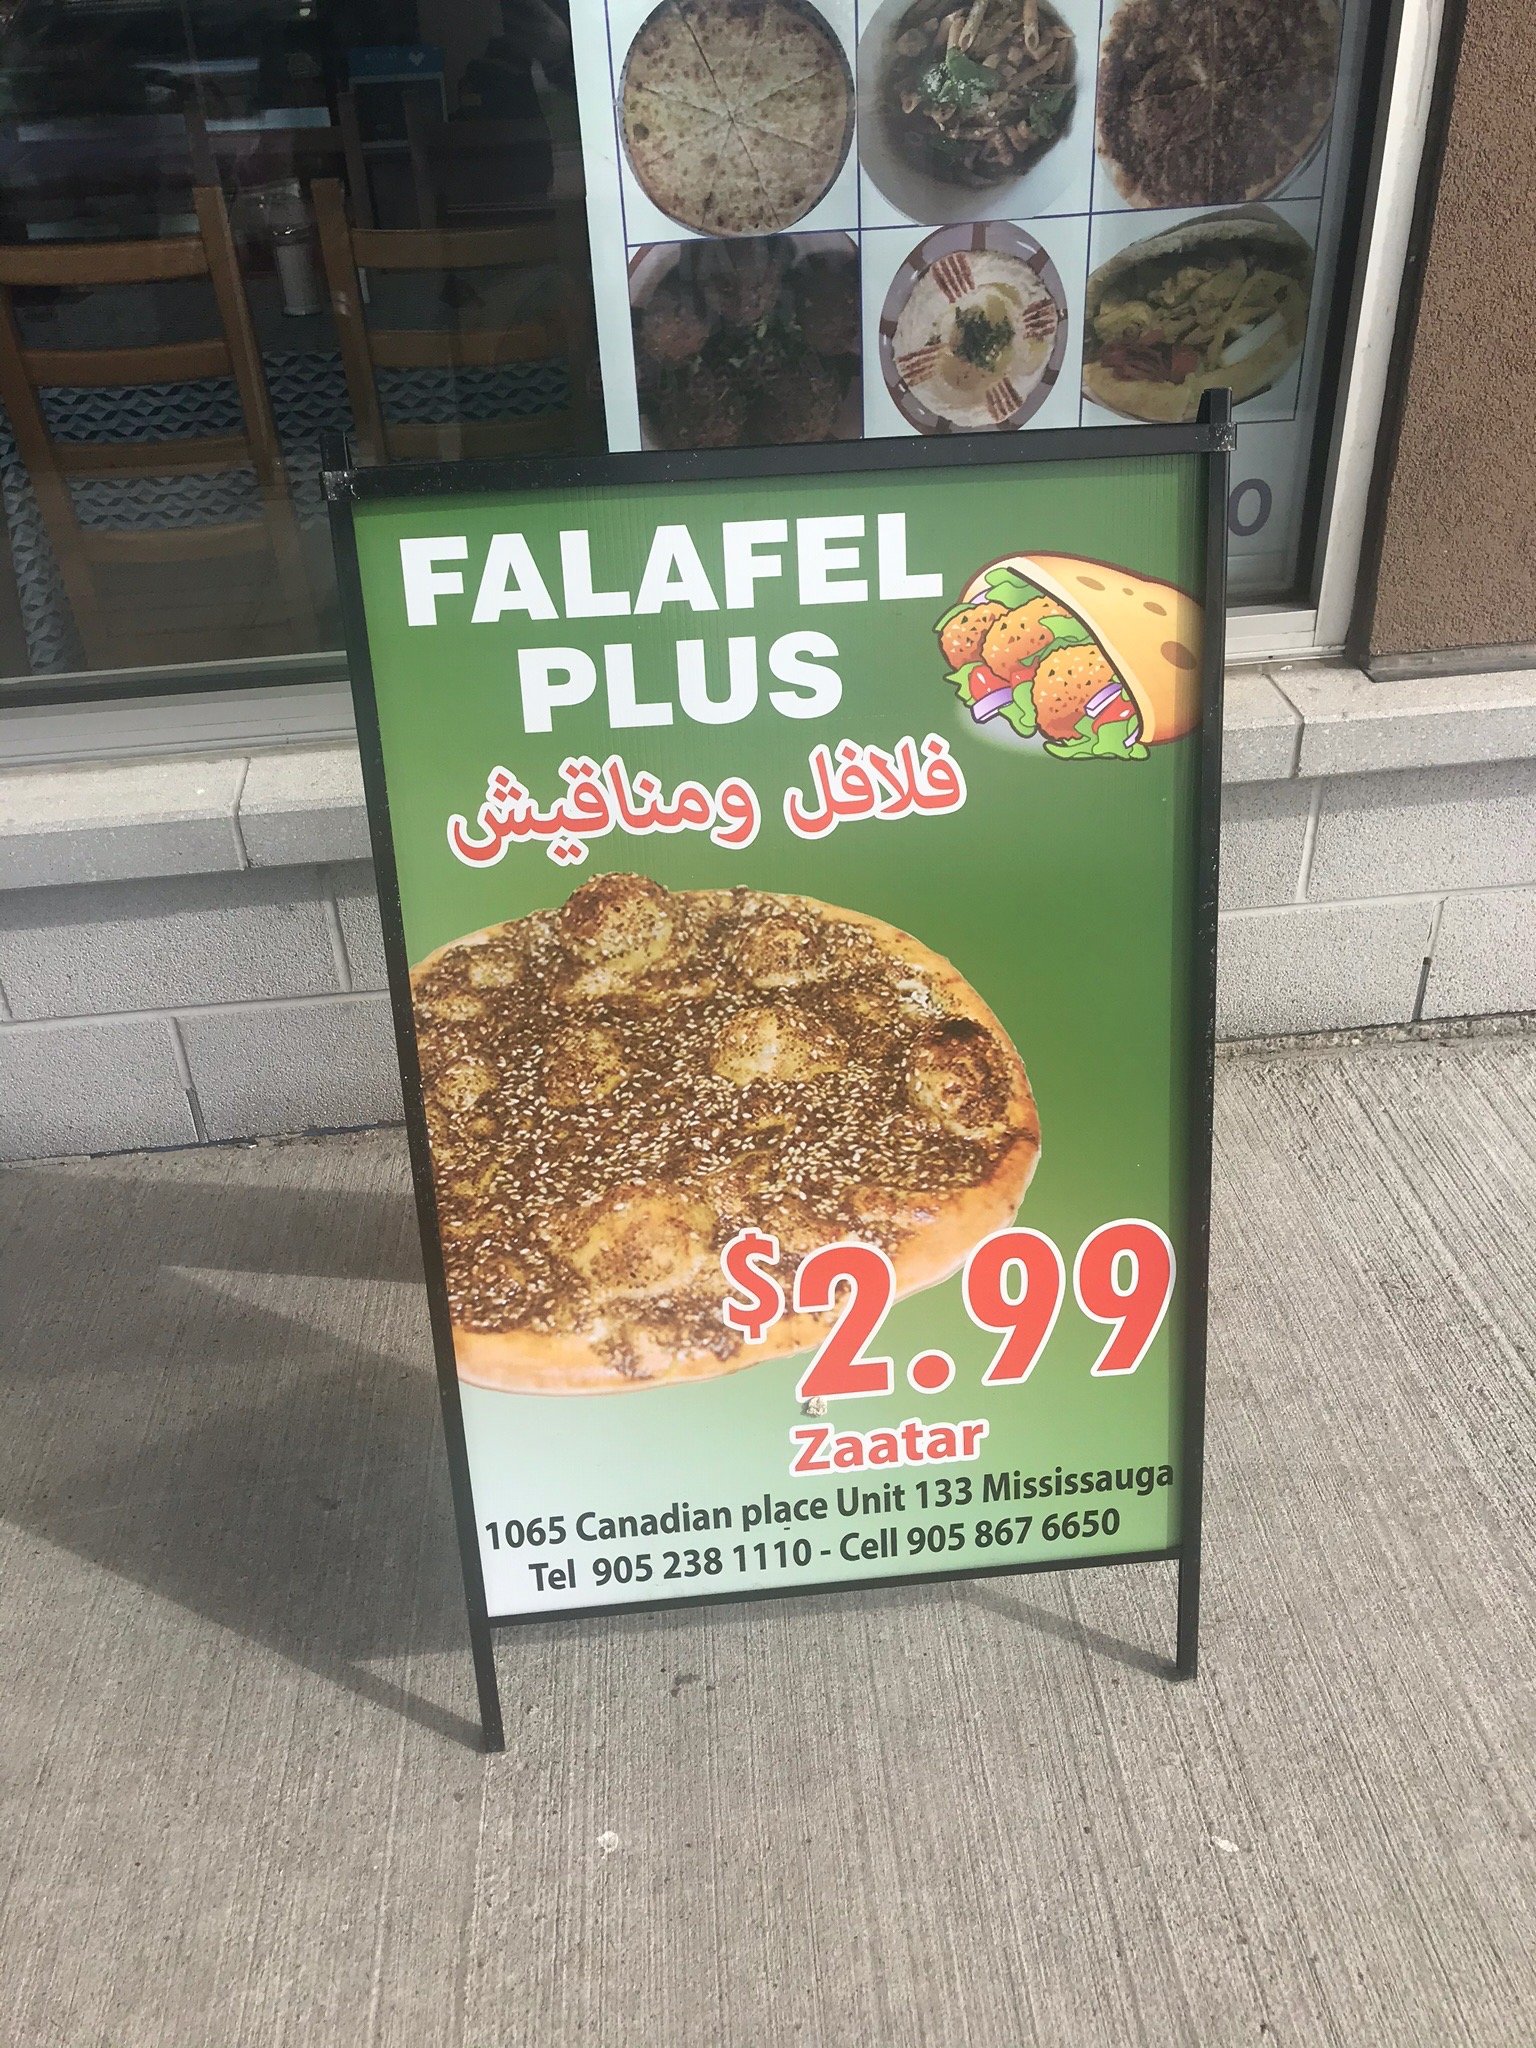 FALAFEL
PLUS
فلافل ومناقيش
$2.99
Zaatar
1065 Canadian place Unit 133 Mississauga
Tel 905 238 1110 - Cell 905 867 6650